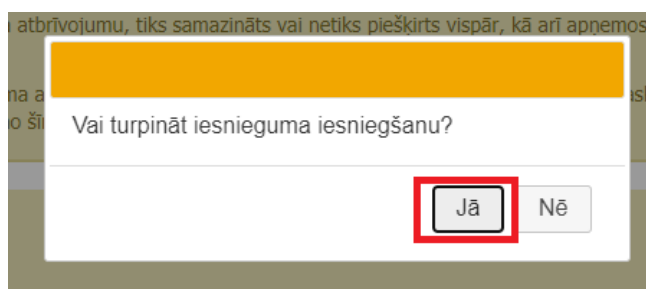 atbrīvojumu, tiks samazināts vai netiks piešķirts vispār, kā arī apņemos
Vai turpināt iesnieguma iesniegšanu?
Jā
Nē